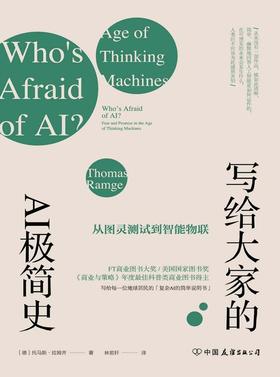 Who's
Afraid
of AI?
Age of
Thinking
Machines
Who's Afraid
of AI?
Fear and Promise in the Age
of Thinking Machines
Thomas
Ramge
写给大家的
AI极简史
从图灵测试到智能物联
FT商业图书大奖/美国国家图书奖
《商业与策略》年度最佳科普类商业图书得主
写给每一位地球居民的“复杂AI的简单说明书”
[德] 托马斯·拉姆齐 著
林若轩 译
中国友谊出版公司